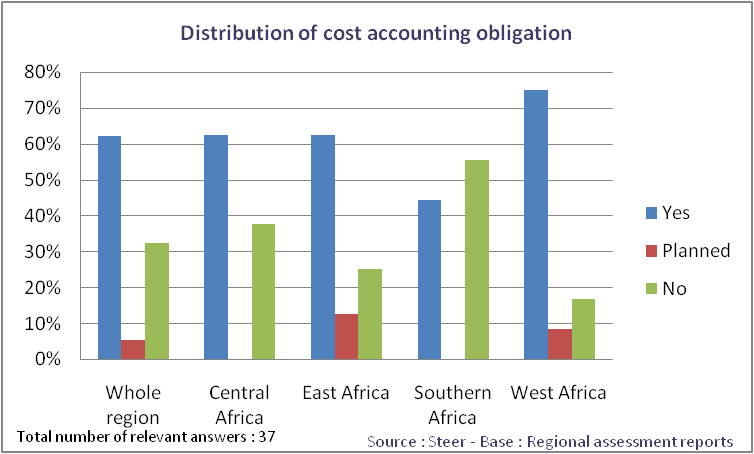 Distribution of cost accounting obligation
80%
70%
60%
50%
40%
30%
20%
10%
0%
Whole region
Central Africa
East Africa
Southern Africa
West Africa
Yes
Planned
No
Total number of relevant answers : 37
Source : Steer - Base : Regional assessment reports